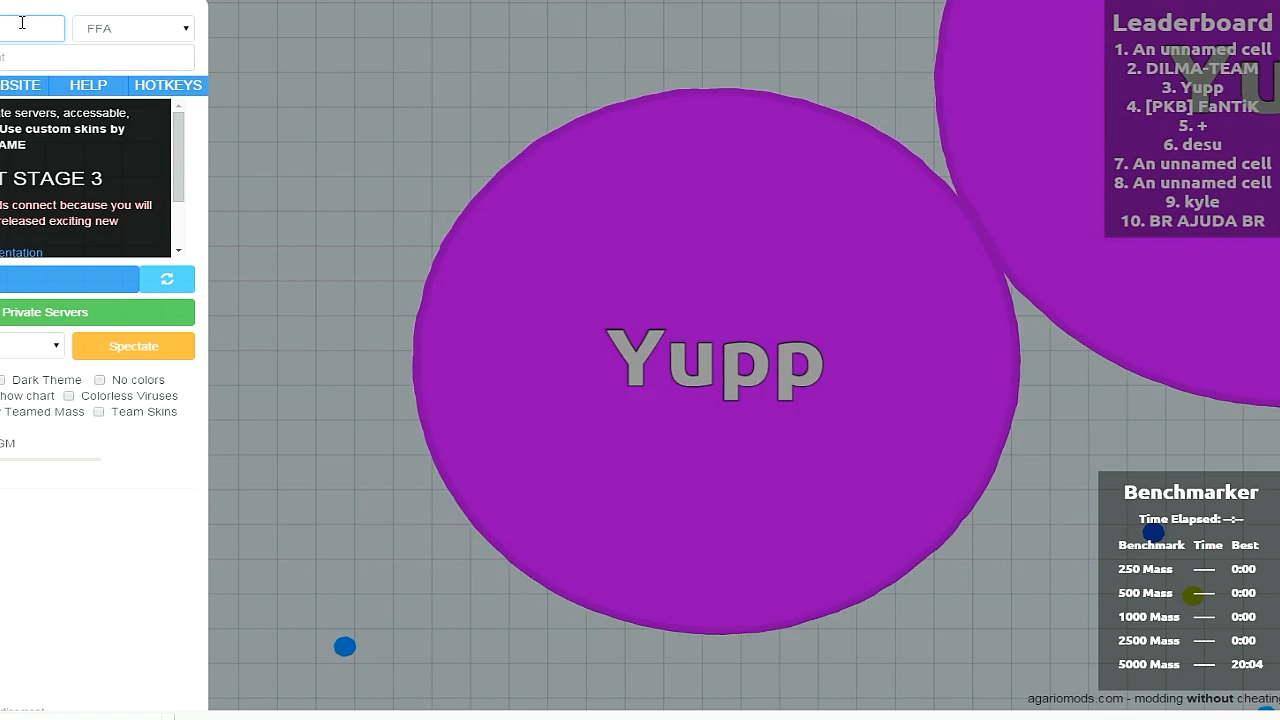 FFA
nt
BSITE
HELP
HOTKEYS
te servers, accessable,
Use custom skins by
AME
T STAGE 3
ds connect because you will
released exciting new
entation
Private Servers
Spectate
Dark Theme
No colors
how chart
Colorless Viruses
Teamed Mass
Team Skins
GM
Yupp
Yu
Leaderboard
1. An unnamed cell
2. DILMA-TEAM
3. Yupp
4. [PKB] FaNTiK
5. +
6. desu
7. An unnamed cell
8. An unnamed cell
9. kyle
10. BR AJUDA BR
Benchmarker
Time Elapsed: --:--
Benchmark Time Best
250 Mass —— 0:00
500 Mass —— 0:00
1000 Mass —— 0:00
2500 Mass —— 0:00
5000 Mass —— 20:04
agariomods.com - modding without cheating